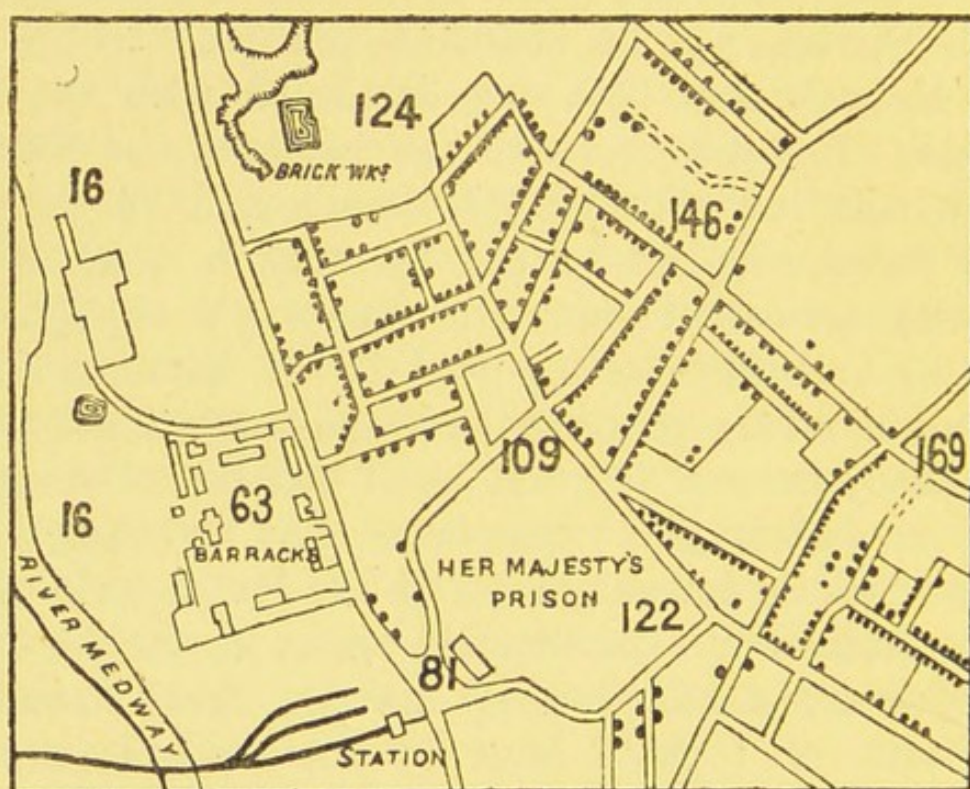 124
BRICK WKS
16
146
109
169
63
16
BARRACKS
HER MAJESTY'S
PRISON
122
RIVER MEDWAY
81
STATION